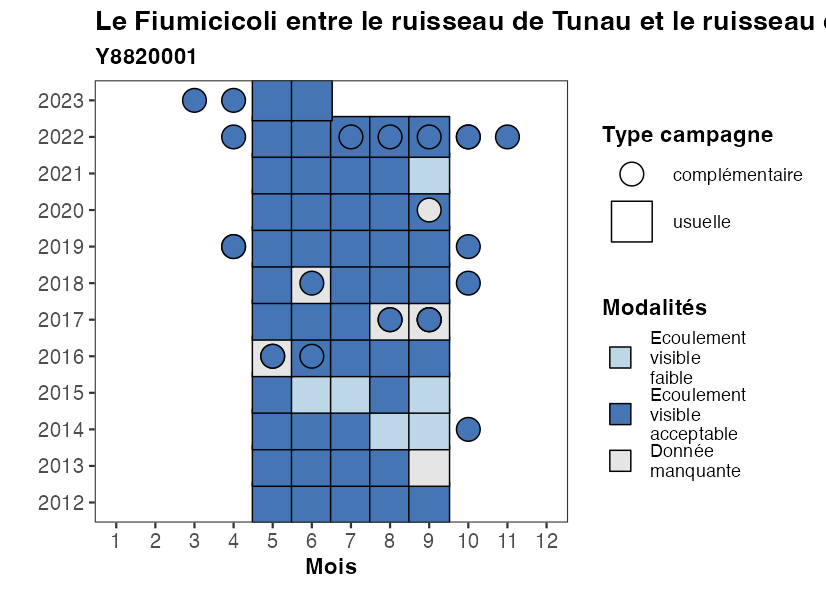 Le Fiumicicoli entre le ruisseau de Tunau et le ruisseau
Y8820001
2023
2022
2021
2020
2019
2018
2017
2016
2015
2014
2013
2012
1 2 3 4 5 6 7 8 9 10 11 12
Mois
Type campagne
complémentaire
usuelle
Modalités
Ecoulement
visible
faible
Ecoulement
visible
acceptable
Donnée
manquante